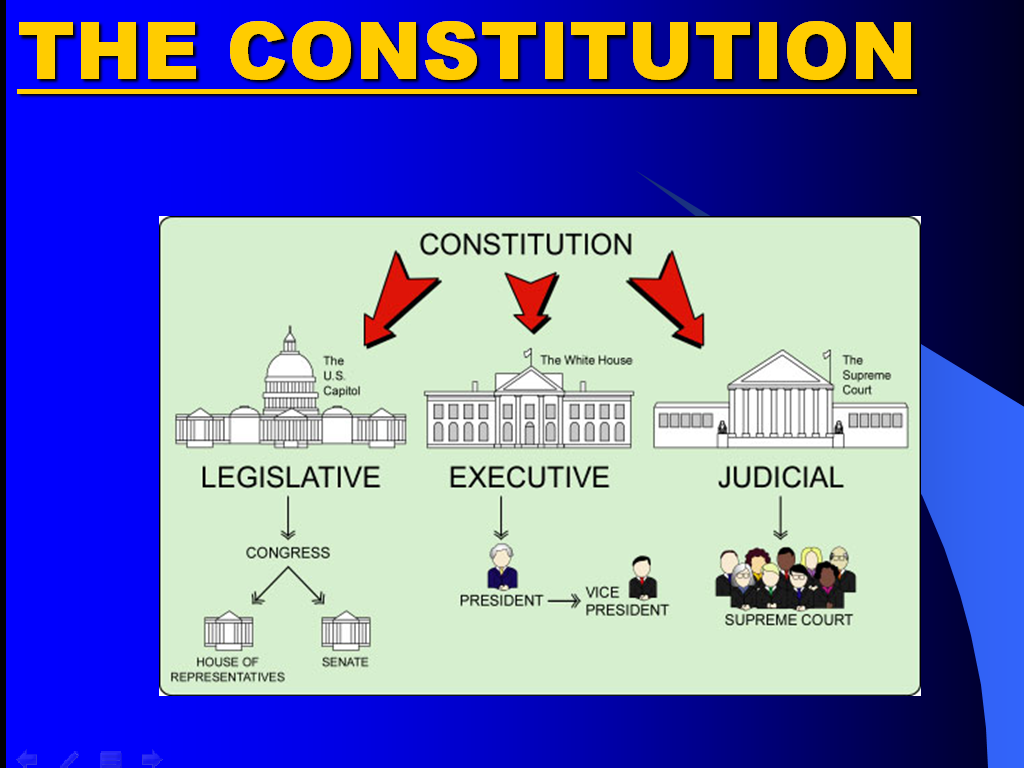 THE CONSTITUTION
CONSTITUTION
The
U.S.
Capitol
The White House
The
Supreme
Court
LEGISLATIVE
EXECUTIVE
JUDICIAL
CONGRESS
HOUSE OF
REPRESENTATIVES
SENATE
PRESIDENT
VICE
PRESIDENT
SUPREME COURT